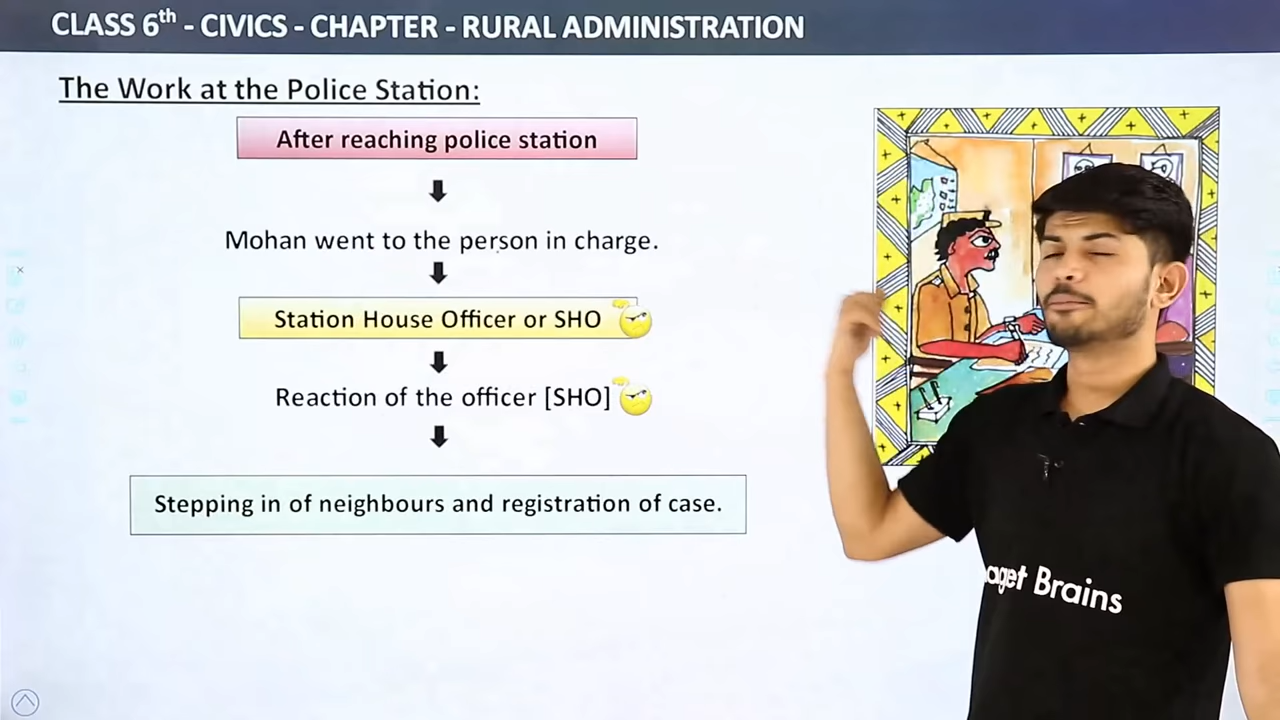 CLASS 6th - CIVICS - CHAPTER - RURAL ADMINISTRATION
The Work at the Police Station:
After reaching police station
Mohan went to the person in charge.
Station House Officer or SHO
Reaction of the officer [SHO]
Stepping in of neighbours and registration of case.
Brains